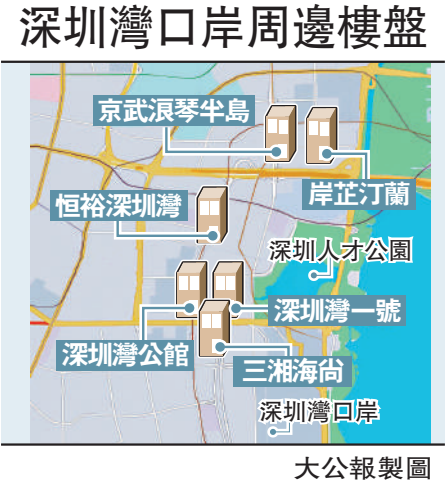 深圳灣口岸周邊樓盤
京武浪琴半島
岸芷汀蘭
恒裕深圳灣
深圳人才公園
深圳灣一號
深圳灣公館
三湘海尚
深圳灣口岸
大公報製圖